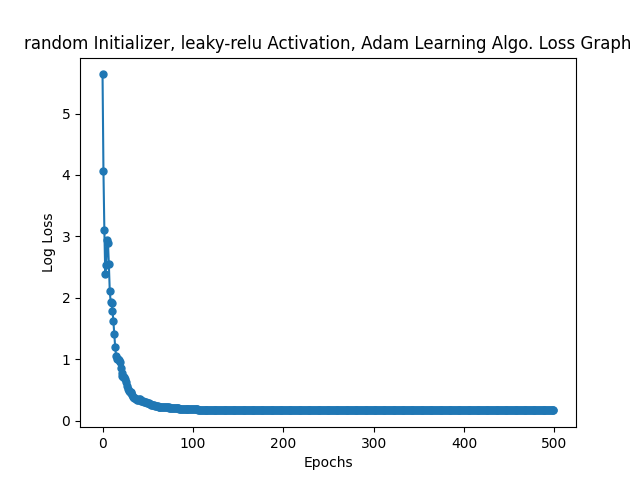 random Initializer, leaky-relu Activation, Adam Learning Algo. Loss Graph
Log Loss
5
4
3
2
1
0
0 100 200 300 400 500
Epochs